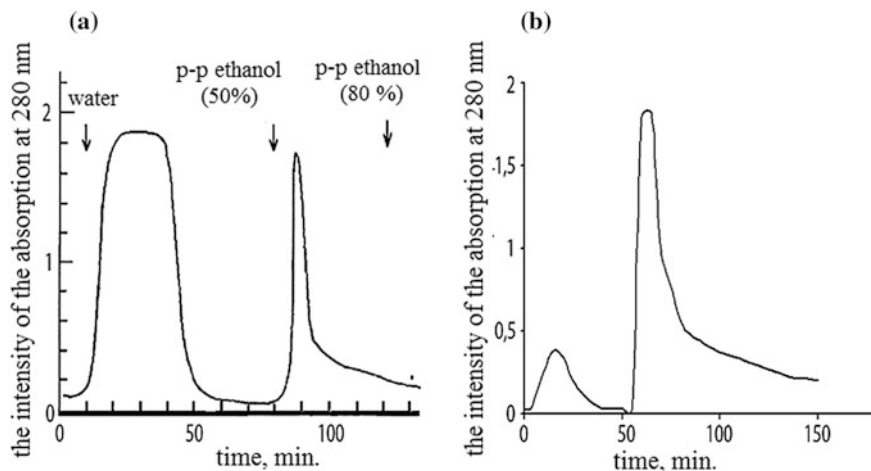 (a)
the intensity of the absorption at 280 nm
water
p-p ethanol
(50%)
p-p ethanol
(80 %)
2
1
0
0
50
100
time, min.
(b)
the intensity of the absorption at 280 nm
2
1,5
1
0,5
0
0
50
100
150
time, min.